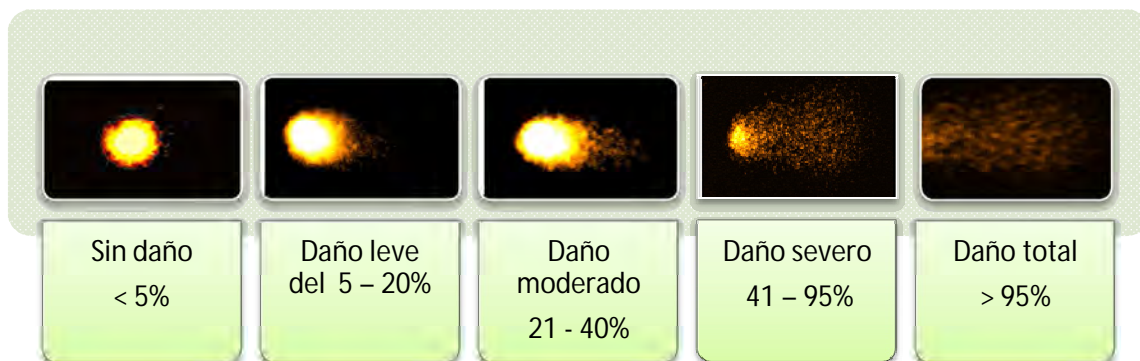 Sin daño
< 5%
Daño leve
del 5 – 20%
Daño
moderado
21 - 40%
Daño severo
41 – 95%
Daño total
> 95%